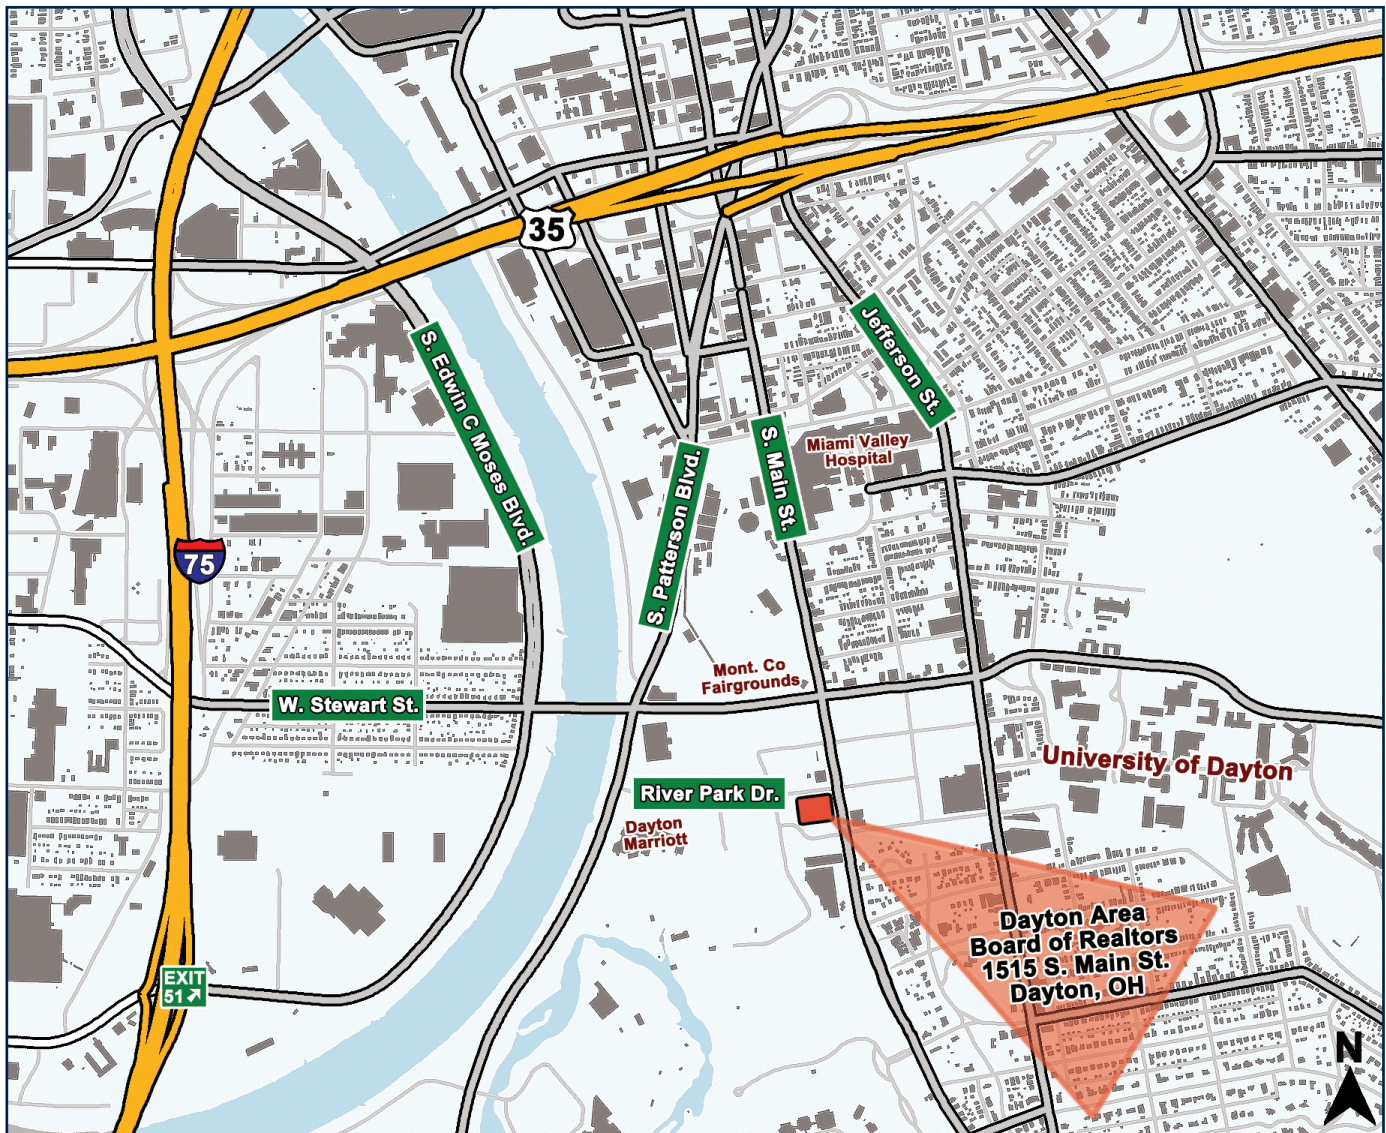 35
S. Edwin C Moses Blvd.
Jefferson St.
S. Main St.
Miami Valley
Hospital
S. Patterson Blvd.
75
Mont. Co
Fairgrounds
W. Stewart St.
University of Dayton
River Park Dr.
Dayton
Marriott
Dayton Area
Board of Realtors
1515 S. Main St.
Dayton, OH
EXIT
51
N